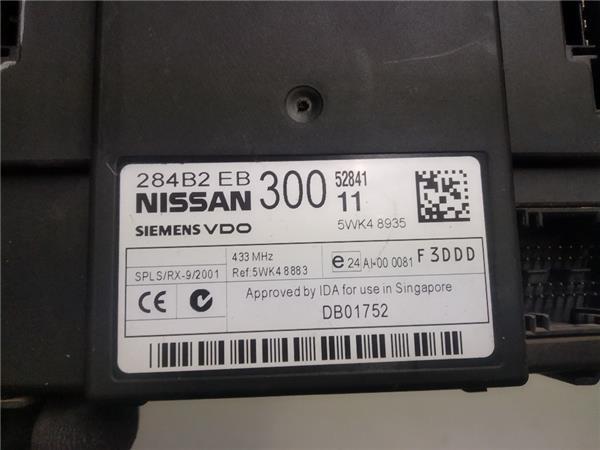 284B2 EB 300 52841
NISSAN 11
SIEMENS VDO 5WK4 8935
433 MHz
SPLS/RX-9/2001 Ref:5WK4 8883 e 24 A1-00 0081 F3DDD
CE Approved by IDA for use in Singapore
DB01752